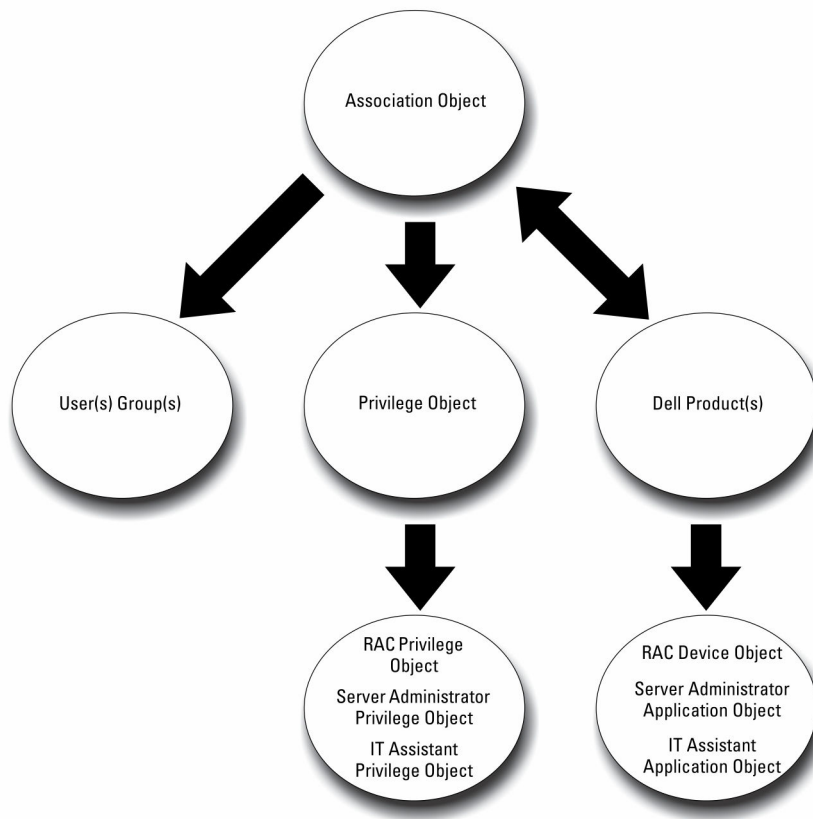 Association Object
User(s) Group(s)
Privilege Object
Dell Product(s)
RAC Privilege
Object
Server Administrator
Privilege Object
IT Assistant
Privilege Object
RAC Device Object
Server Administrator
Application Object
IT Assistant
Application Object